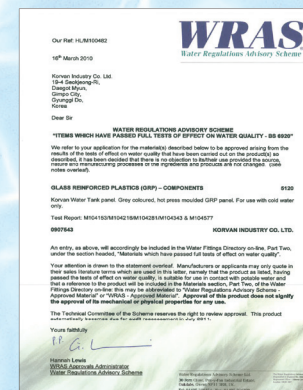 WRAS
Water Regulations Advisory Scheme
Our Ref: HL/M100482
16th March 2010
Korvan Industry Co. Ltd.
19-4 Seokjeong-Ri,
Daegot Myun,
Gimpo City,
Gyunggi Do,
Korea
Dear Sir
WATER REGULATIONS ADVISORY SCHEME
"ITEMS WHICH HAVE PASSED FULL TESTS OF EFFECT ON WATER QUALITY - BS 6920"
We refer to your application for the material(s) described below to be approved arising from the
results of the tests of effect on water quality that have been carried out on the product(s) so
described, it has been decided that there is no objection to its/their use provided the source,
nature and manufacturing processes of the ingredients and products are not changed. (see
notes overleaf).
GLASS REINFORCED PLASTICS (GRP) – COMPONENTS 5120
Korvan Water Tank panel. Grey coloured, hot press moulded GRP panel. For use with cold water
only.
Test Report: M104153/M104219/M104281/M104343 & M104577
0907543 KORVAN INDUSTRY CO. LTD.
An entry, as above, will accordingly be included in the Water Fittings Directory on-line, Part Two,
under the section headed, "Materials which have passed full tests of effect on water quality".
Your attention is drawn to the statement overleaf. Manufacturers or applicants may only quote in
their sales literature terms which are used in this letter, namely that the product as listed, having
passed the tests of effect on water quality, is suitable for use in contact with potable water and
that a reference to the product will be included in the Materials section, Part Two, of the Water
Fittings Directory on-line: this may be abbreviated to "Water Regulations Advisory Scheme -
Approved Material" or "WRAS - Approved Material". Approval of this product does not signify
the approval of its mechanical or physical properties for any use.
The Technical Committee of the Scheme reserves the right to review approval. This product
Yours faithfully
Hannah Lewis
WRAS Approvals Administrator
Water Regulations Advisory Scheme